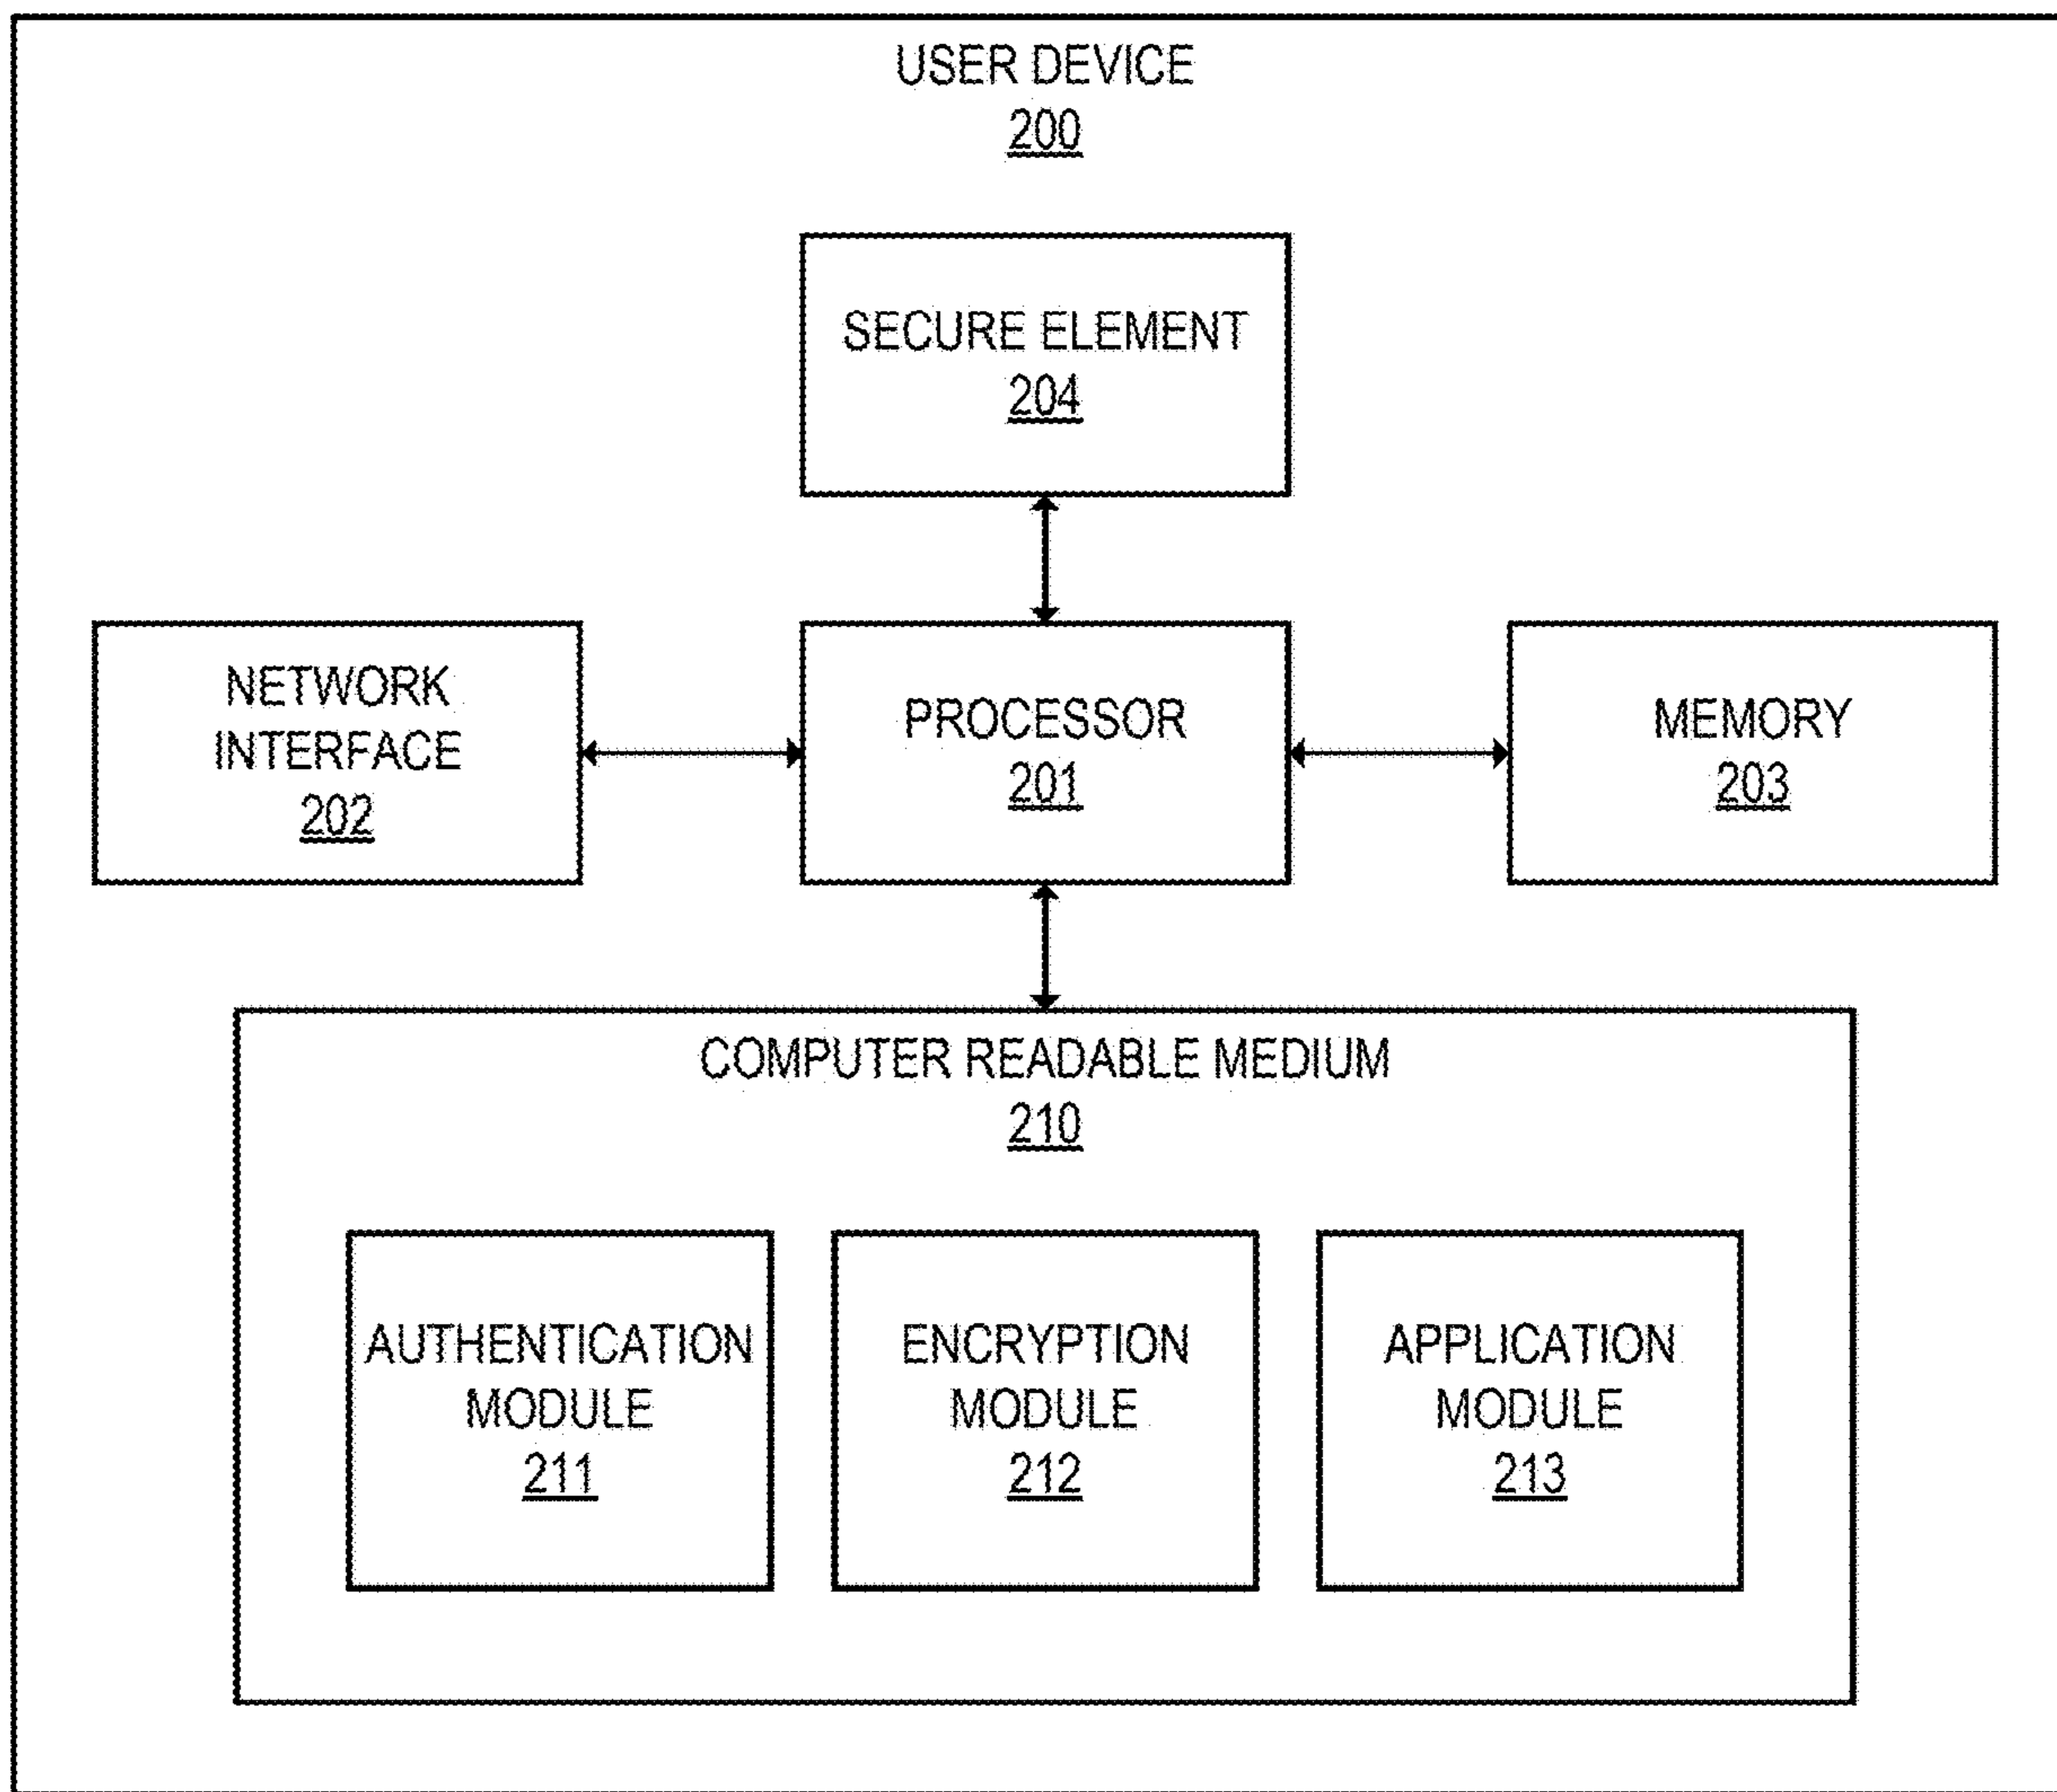 USER DEVICE
200
SECURE ELEMENT
204
NETWORK
INTERFACE
202
PROCESSOR
201
MEMORY
203
COMPUTER READABLE MEDIUM
210
AUTHENTICATION
MODULE
211
ENCRYPTION
MODULE
212
APPLICATION
MODULE
213